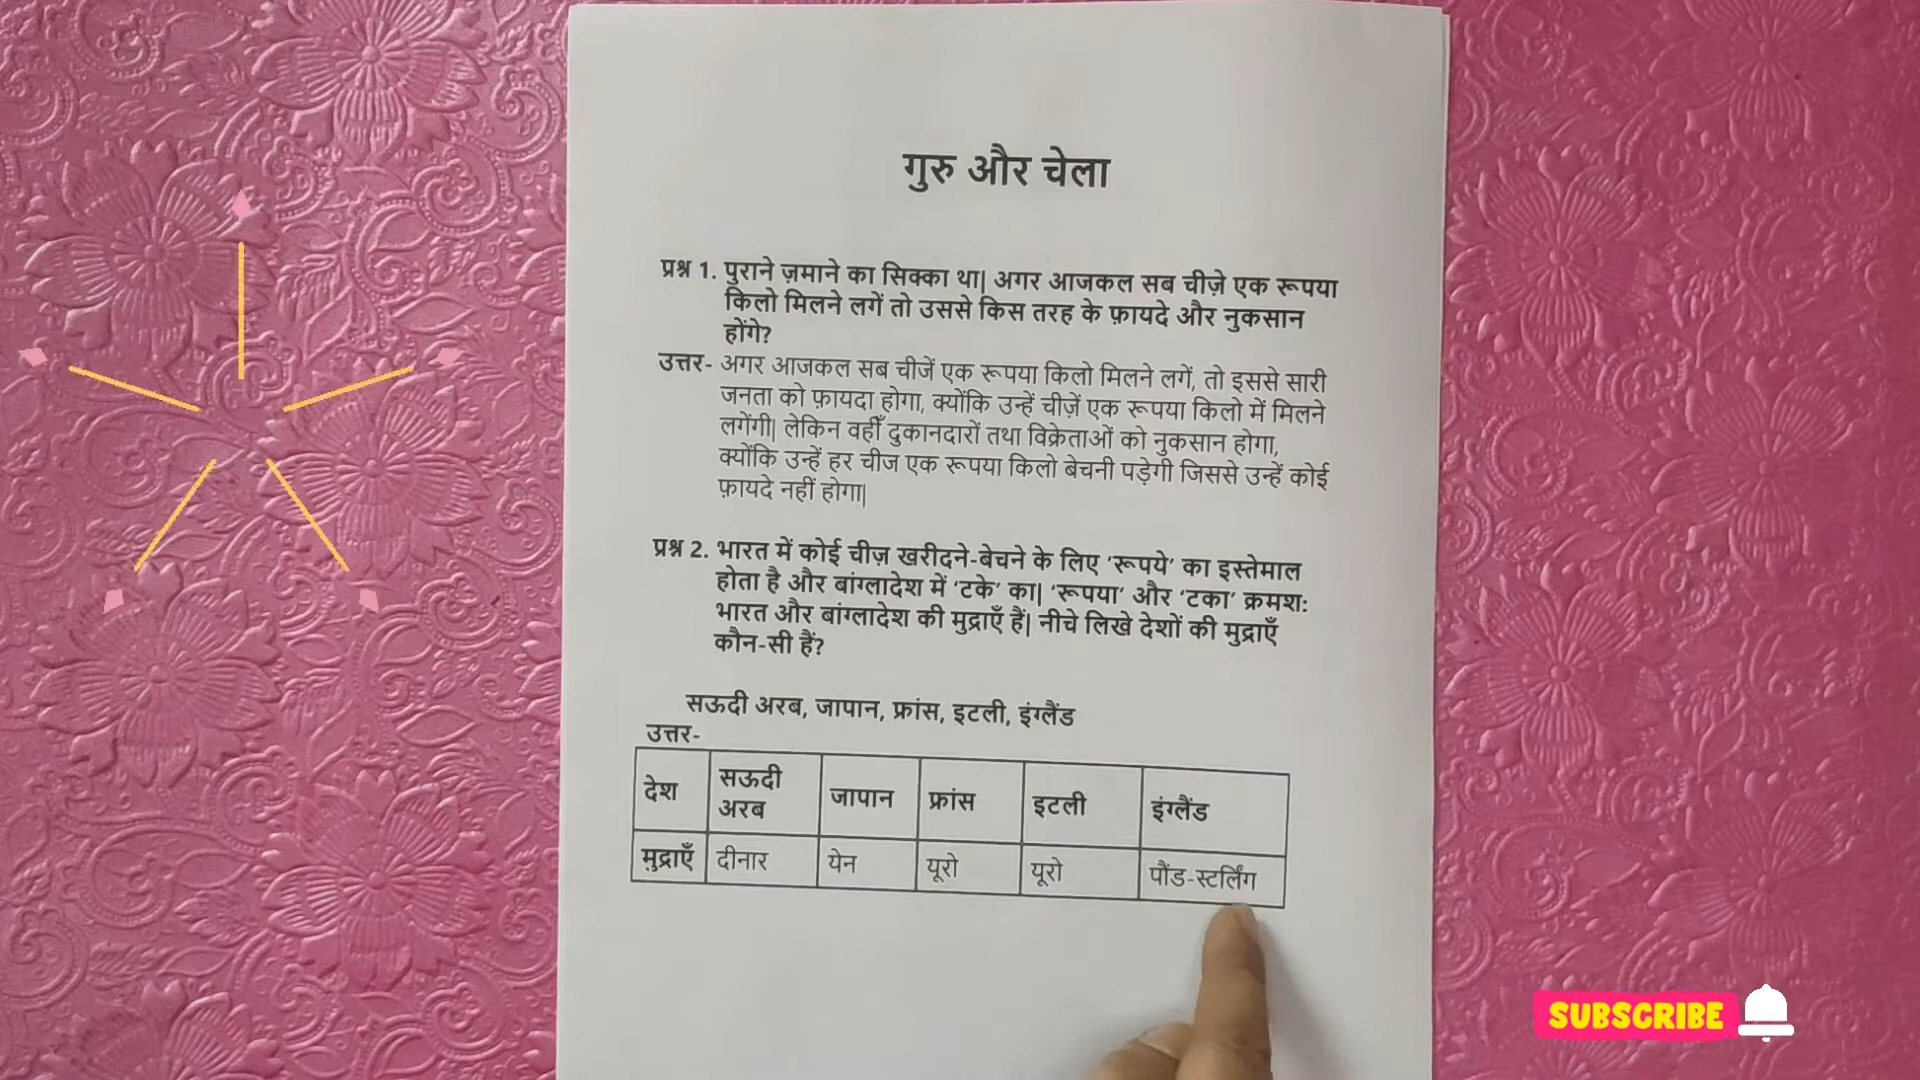 गुरु और चेला
प्रश्न 1. पुराने ज़माने का सिक्का था| अगर आजकल सब चीज़े एक रूपया
किलो मिलने लगें तो उससे किस तरह के फ़ायदे और नुकसान
होंगे?
उत्तर- अगर आजकल सब चीजें एक रूपया किलो मिलने लगें, तो इससे सारी
जनता को फ़ायदा होगा, क्योंकि उन्हें चीज़ें एक रूपया किलो में मिलने
लगेंगी| लेकिन वहीँ दुकानदारों तथा विक्रेताओं को नुकसान होगा,
क्योंकि उन्हें हर चीज एक रूपया किलो बेचनी पड़ेगी जिससे उन्हें कोई
फ़ायदे नहीं होगा|
प्रश्न 2. भारत में कोई चीज़ खरीदने-बेचने के लिए ‘रूपये’ का इस्तेमाल
होता है और बांग्लादेश में ‘टके’ का| ‘रूपया’ और ‘टका’ क्रमश:
भारत और बांग्लादेश की मुद्राएँ हैं| नीचे लिखे देशों की मुद्राएँ
कौन-सी हैं?
सऊदी अरब, जापान, फ्रांस, इटली, इंग्लैंड
उत्तर-
देश सऊदी अरब जापान फ्रांस इटली इंग्लैंड
मुद्राएँ दीनार येन यूरो यूरो पौंड-स्टर्लिंग
SUBSCRIBE